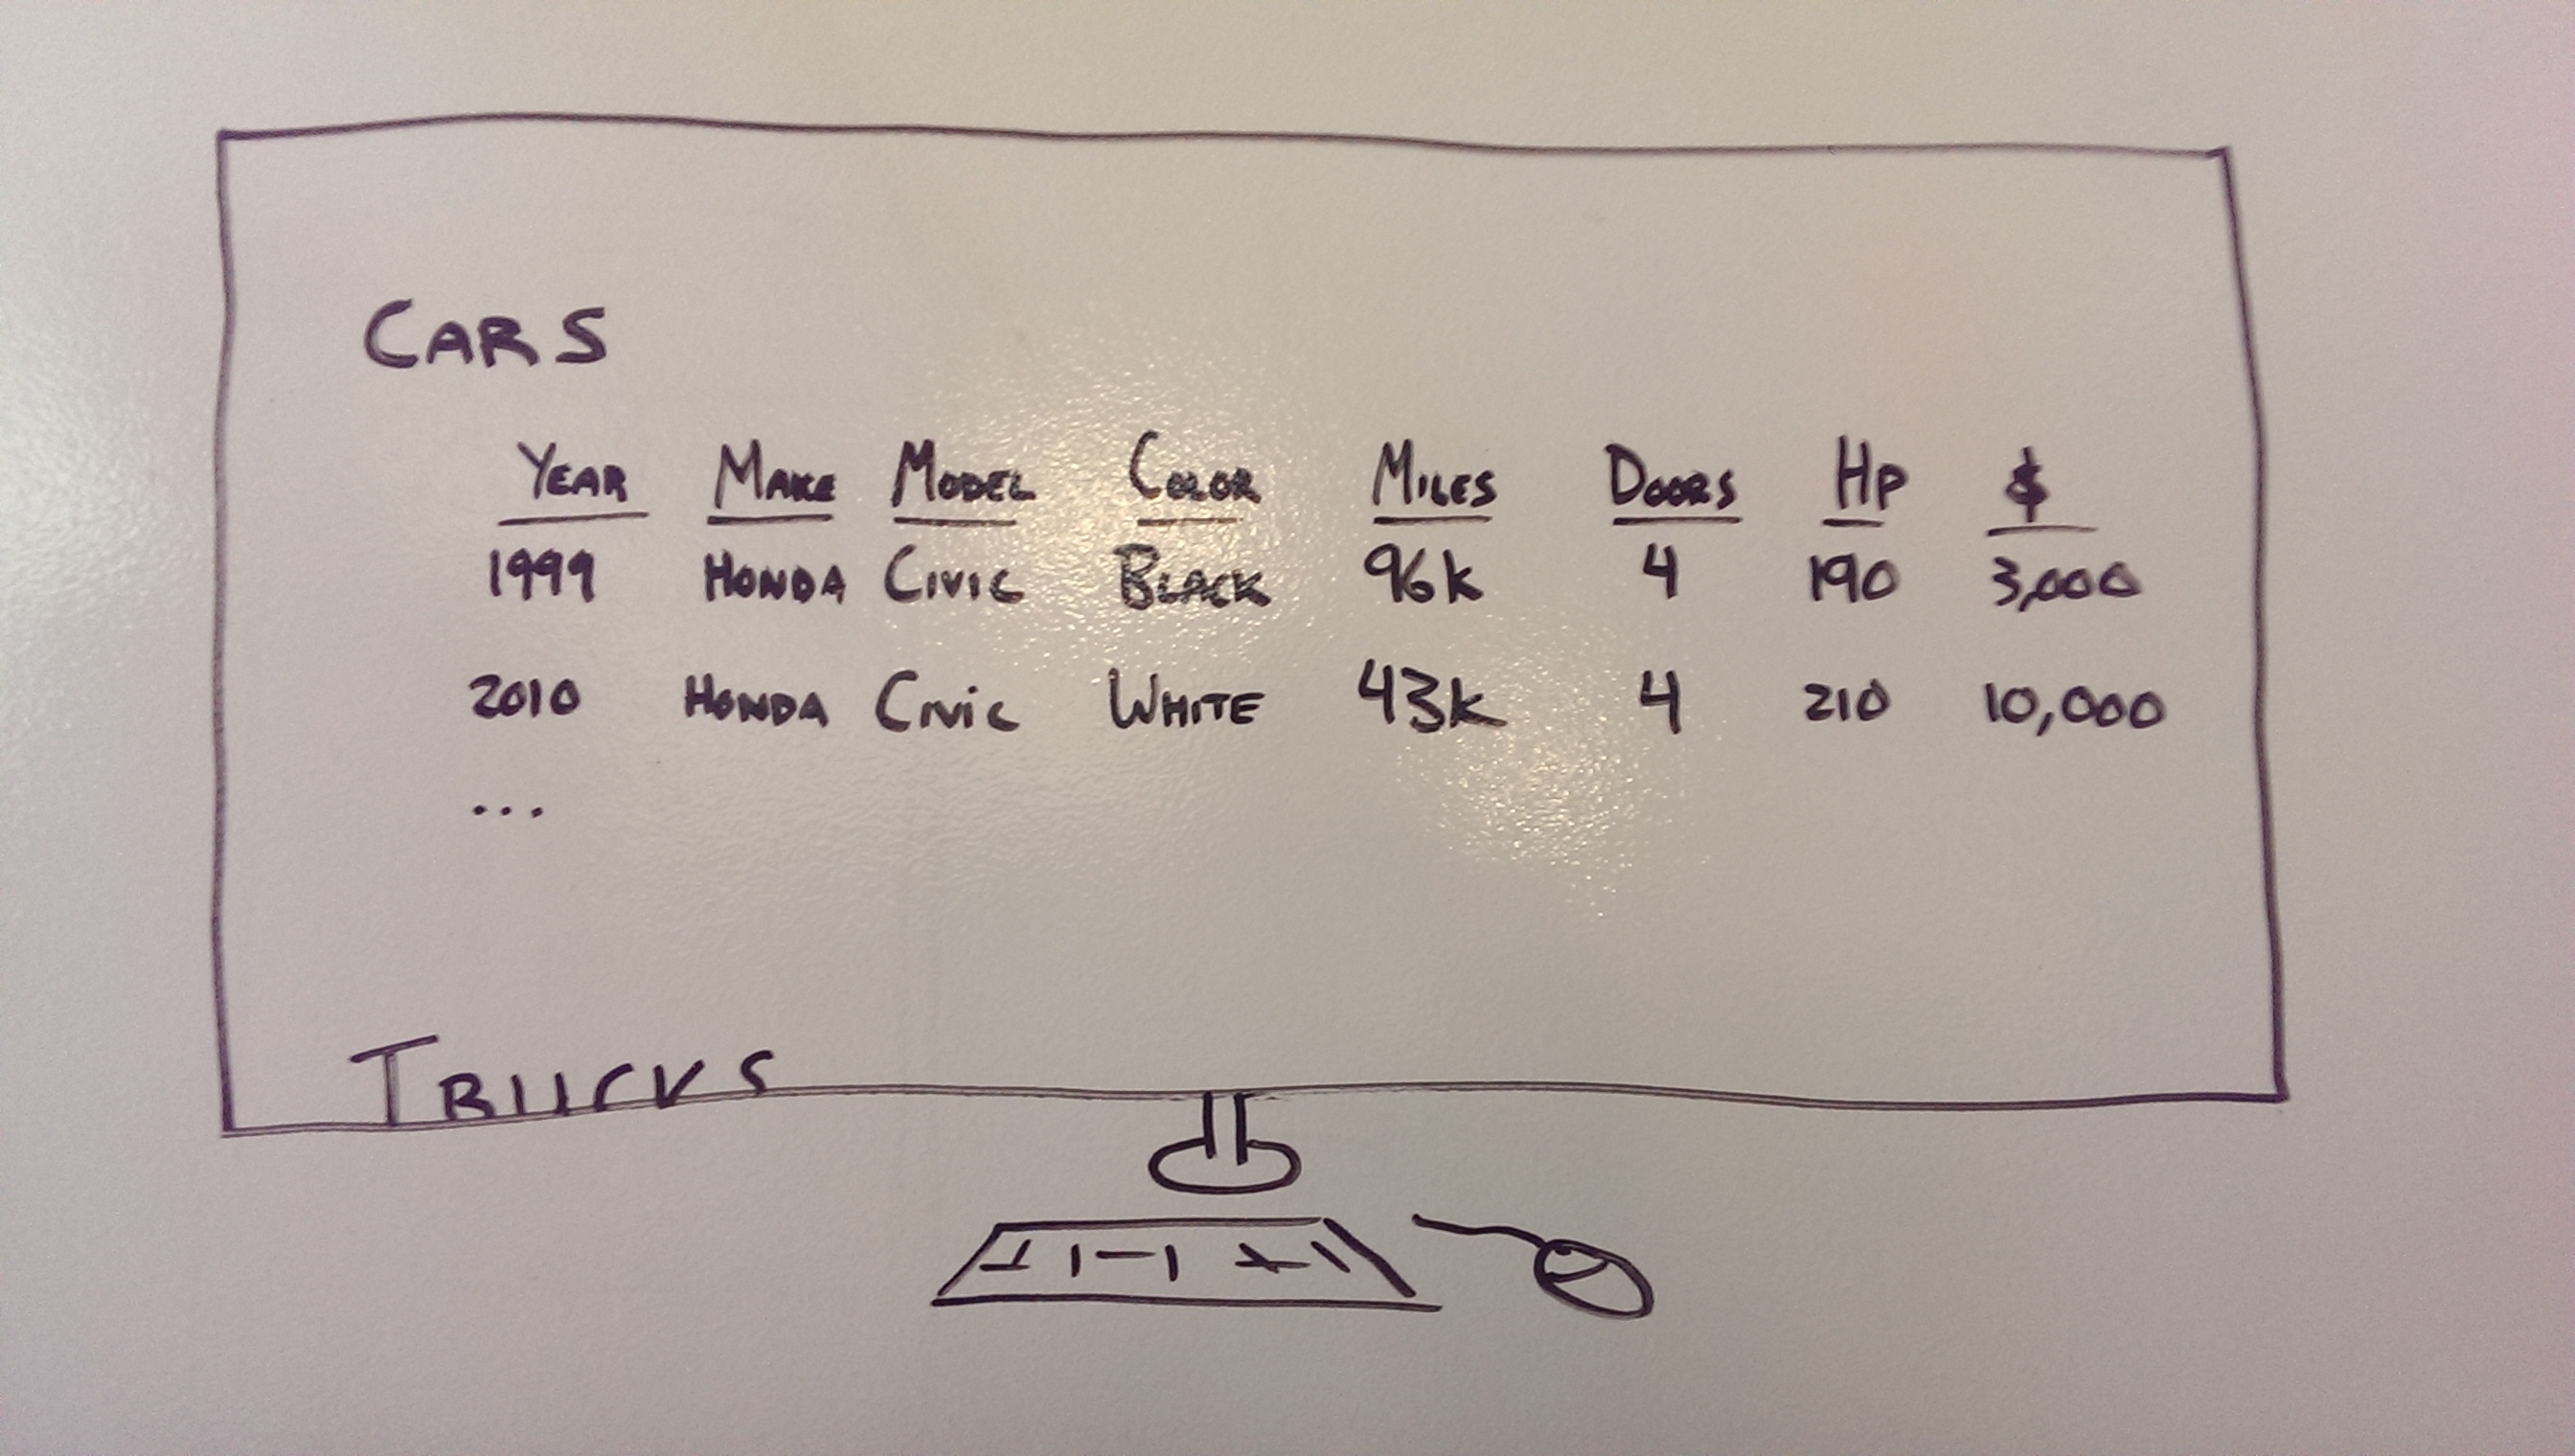 CARS
YEAR MAKE MODEL COLOR MILES DOORS HP $
1999 HONDA CIVIC BLACK 96K 4 190 3,000
2010 HONDA CIVIC WHITE 43K 4 210 10,000
...
TRUCKS